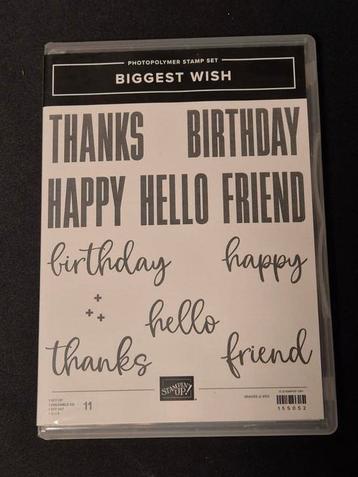 PHOTOPOLYMER STAMP SET
BIGGEST WISH
THANKS BIRTHDAY
HAPPY HELLO FRIEND
birthday happy
hello
thanks friend
STAMPIN' UP!
11
155052